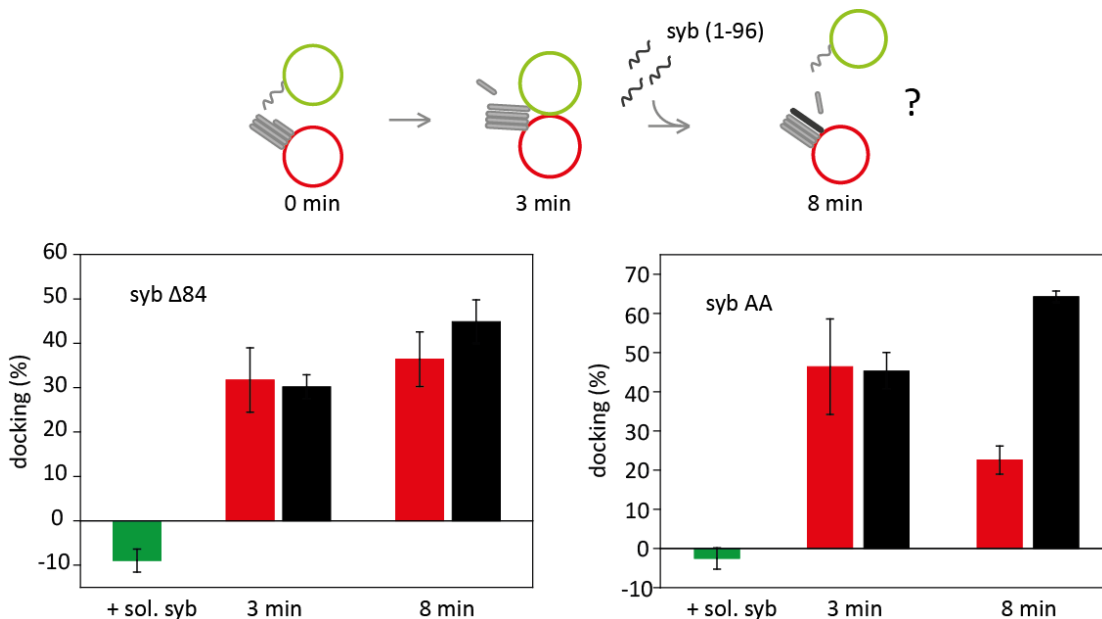 syb (1-96)
?
0 min
3 min
8 min
60
50
40
30
20
10
0
-10
docking (%)
syb Δ84
+ sol. syb
3 min
8 min
70
60
50
40
30
20
10
0
-10
docking (%)
syb AA
+ sol. syb
3 min
8 min